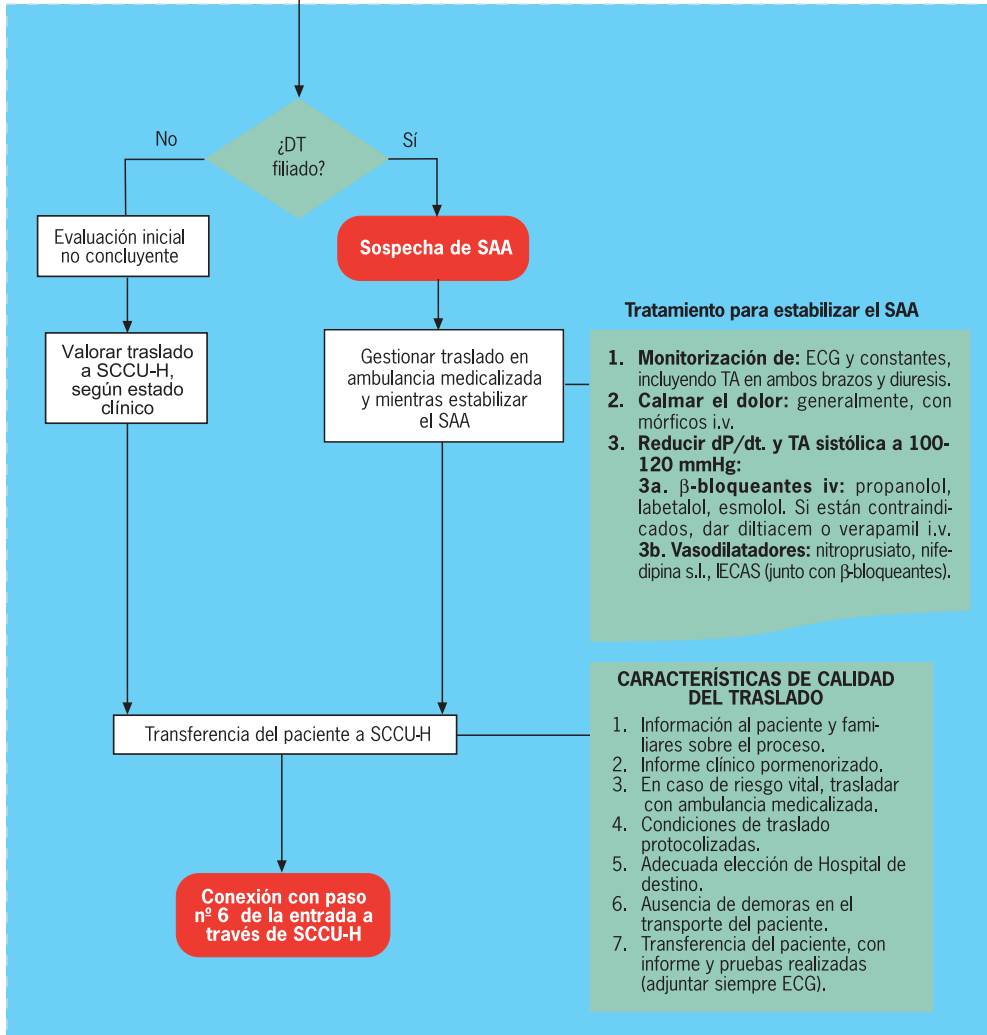 No
¿DT
filiado?
Sí
Evaluación inicial
no concluyente
Sospecha de SAA
Valorar traslado
a SCCU-H,
según estado
clínico
Gestionar traslado en
ambulancia medicalizada
y mientras estabilizar
el SAA
Tratamiento para estabilizar el SAA
1. Monitorización de: ECG y constantes,
incluyendo TA en ambos brazos y diuresis.
2. Calmar el dolor: generalmente, con
mórficos i.v.
3. Reducir dP/dt. y TA sistólica a 100-
120 mmHg:
3a. β-bloqueantes iv: propanolol,
labetalol, esmolol. Si están contraindi-
cados, dar diltiacem o verapamil i.v.
3b. Vasodilatadores: nitroprusiato, nife-
dipina s.l., IECAS (junto con β-bloqueantes).
Transferencia del paciente a SCCU-H
CARACTERÍSTICAS DE CALIDAD
DEL TRASLADO
1. Información al paciente y fami-
liares sobre el proceso.
2. Informe clínico pormenorizado.
3. En caso de riesgo vital, trasladar
con ambulancia medicalizada.
4. Condiciones de traslado
protocolizadas.
5. Adecuada elección de Hospital de
destino.
6. Ausencia de demoras en el
transporte del paciente.
7. Transferencia del paciente, con
informe y pruebas realizadas
(adjuntar siempre ECG).
Conexión con paso
nº 6 de la entrada a
través de SCCU-H